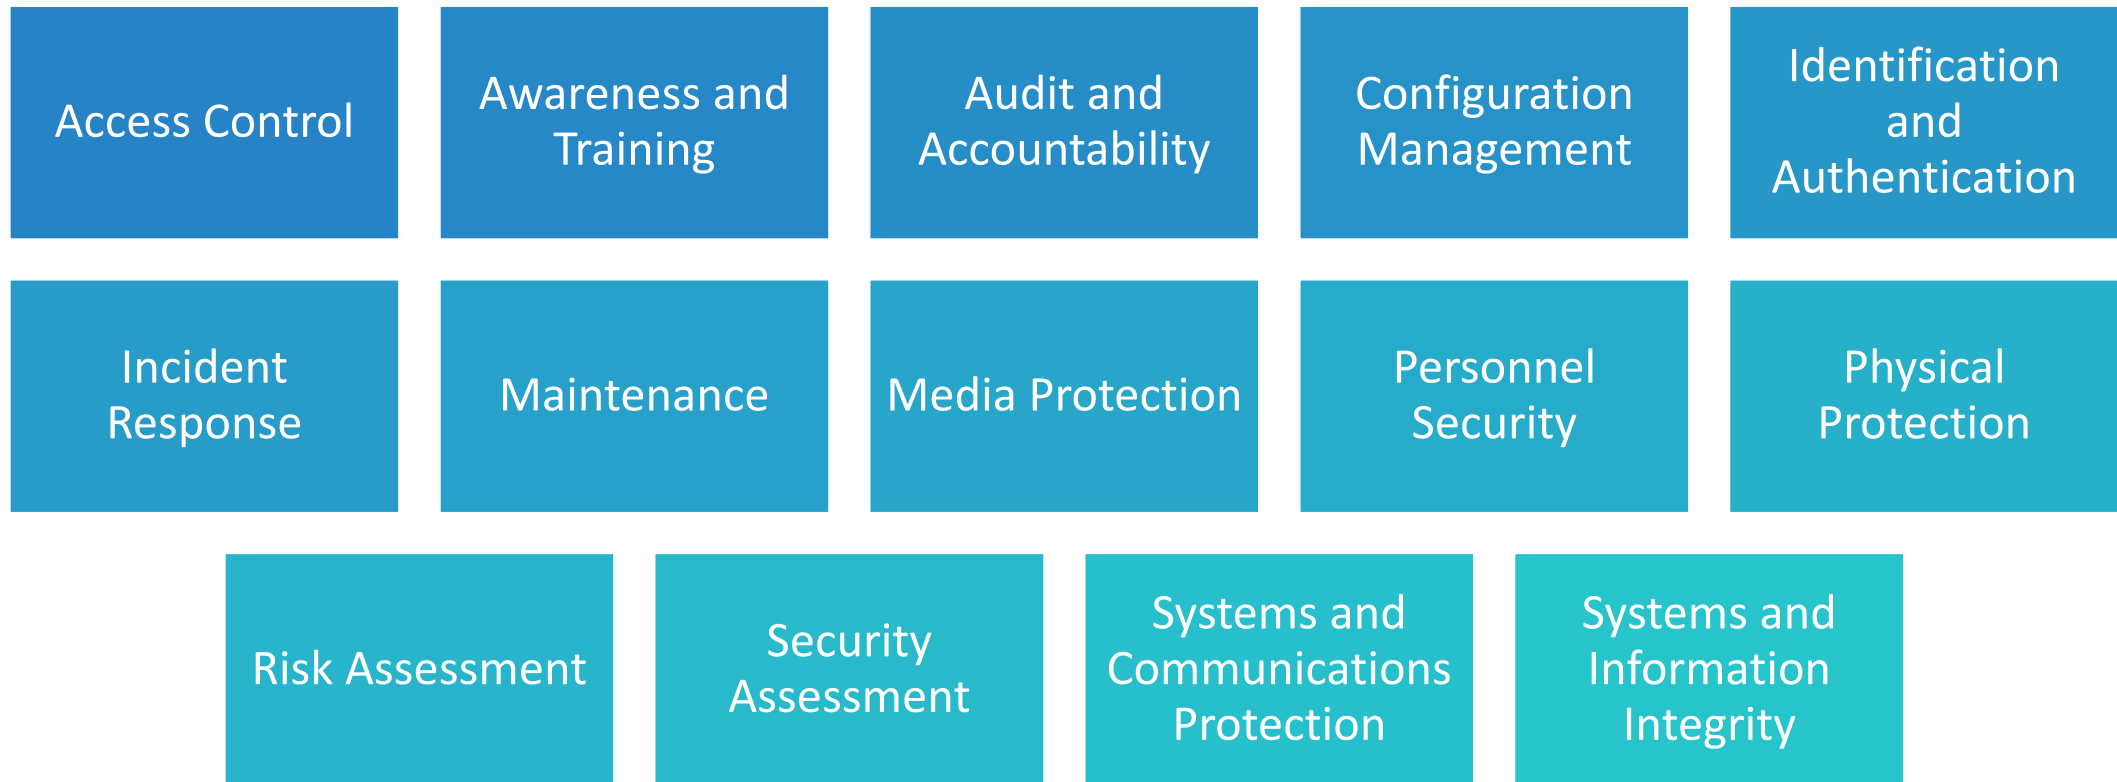 Access Control
Awareness and
Training
Audit and
Accountability
Configuration
Management
Identification
and
Authentication
Incident
Response
Maintenance
Media Protection
Personnel
Security
Physical
Protection
Risk Assessment
Security
Assessment
Systems and
Communications
Protection
Systems and
Information
Integrity